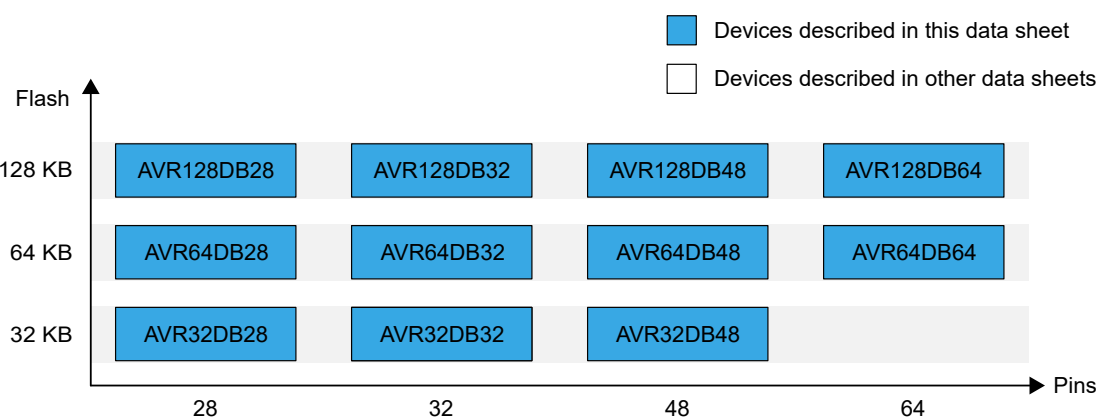 Devices described in this data sheet
Devices described in other data sheets
Flash
128 KB AVR128DB28 AVR128DB32 AVR128DB48 AVR128DB64
64 KB AVR64DB28 AVR64DB32 AVR64DB48 AVR64DB64
32 KB AVR32DB28 AVR32DB32 AVR32DB48
Pins
28 32 48 64